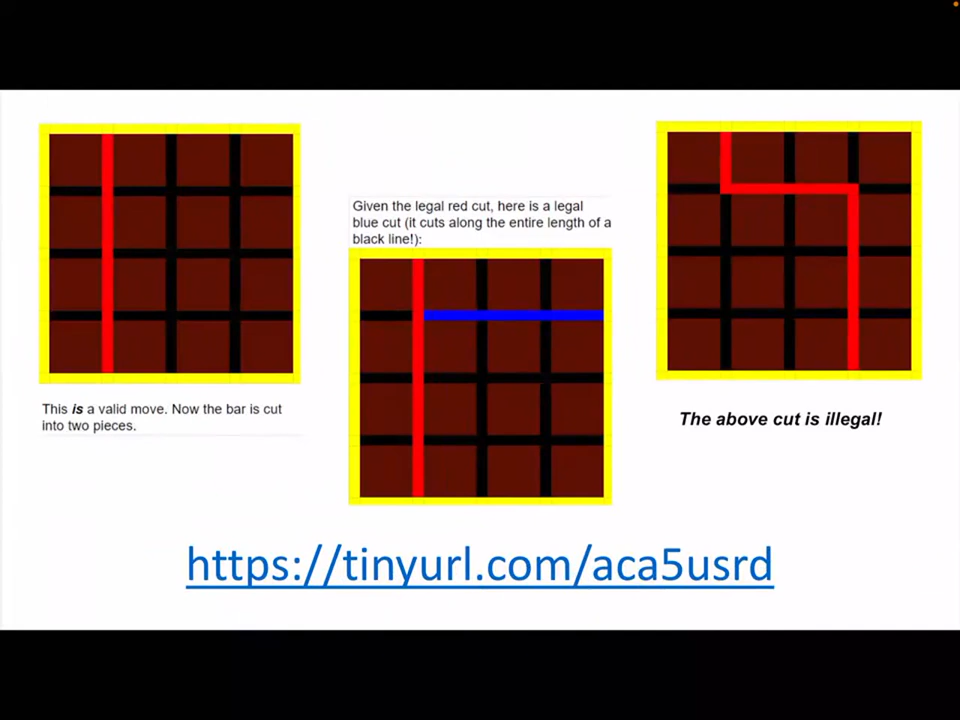 Given the legal red cut, here is a legal
blue cut (it cuts along the entire length of a
black line!):
This is a valid move. Now the bar is cut
into two pieces.
The above cut is illegal!
https://tinyurl.com/aca5usrd